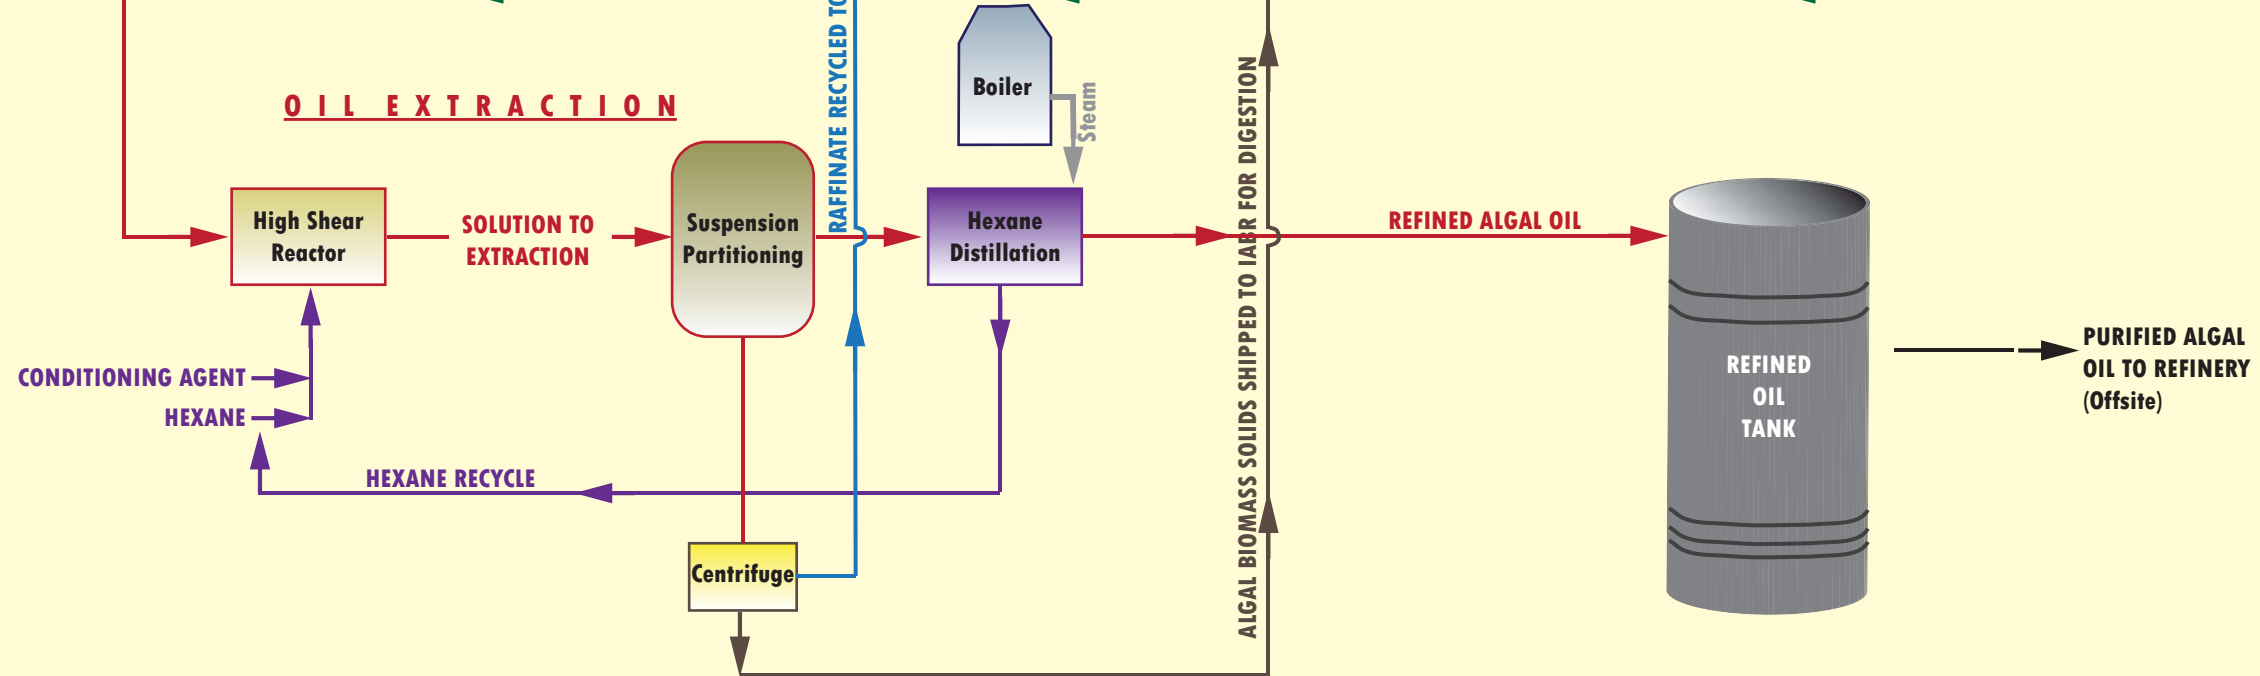 OIL EXTRACTION
RAFFINATE RECYCLED TO
Boiler
Steam
High Shear
Reactor
SOLUTION TO
EXTRACTION
Suspension
Partitioning
Hexane
Distillation
ALGAL BIOMASS SOLIDS SHIPPED TO IABR FOR DIGESTION
REFINED ALGAL OIL
REFINED
OIL
TANK
PURIFIED ALGAL
OIL TO REFINERY
(Offsite)
CONDITIONING AGENT
HEXANE
HEXANE RECYCLE
Centrifuge